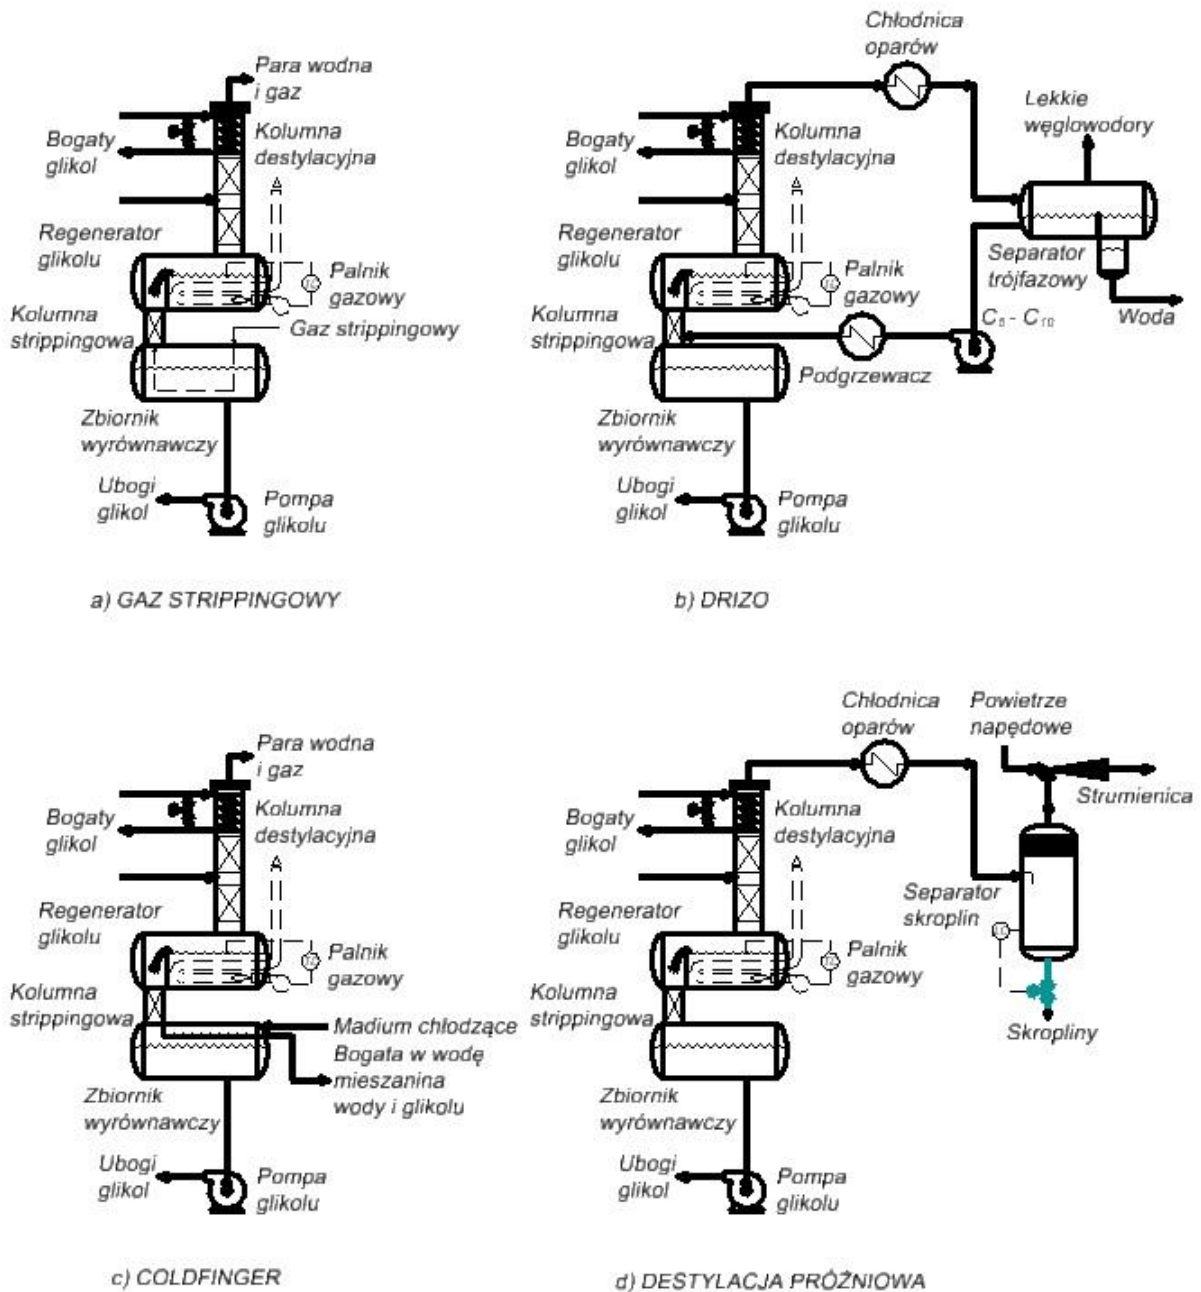 Para wodna
i gaz
Bogaty
glikol
Kolumna
destylacyjna
Regenerator
glikolu
Palnik
gazowy
Kolumna
strippingowa
Gaz strippingowy
Zbiornik
wyrównawczy
Ubogi
glikol
Pompa
glikolu
a) GAZ STRIPPINGOWY
Chłodnica
oparów
Lekkie
węglowodory
Bogaty
glikol
Kolumna
destylacyjna
Regenerator
glikolu
Palnik
gazowy
Separator
trójfazowy
Kolumna
strippingowa
C5 - C10
Woda
Podgrzewacz
Zbiornik
wyrównawczy
Ubogi
glikol
Pompa
glikolu
b) DRIZO
Para wodna
i gaz
Bogaty
glikol
Kolumna
destylacyjna
Regenerator
glikolu
Palnik
gazowy
Kolumna
strippingowa
Madium chłodzące
Bogata w wodę
mieszanina
wody i glikolu
Zbiornik
wyrównawczy
Ubogi
glikol
Pompa
glikolu
c) COLDFINGER
Chłodnica
oparów
Powietrze
napędowe
Strumienica
Bogaty
glikol
Kolumna
destylacyjna
Separator
skroplin
Regenerator
glikolu
Palnik
gazowy
Kolumna
strippingowa
Skropliny
Zbiornik
wyrównawczy
Ubogi
glikol
Pompa
glikolu
d) DESTYLACJA PRÓŻNIOWA